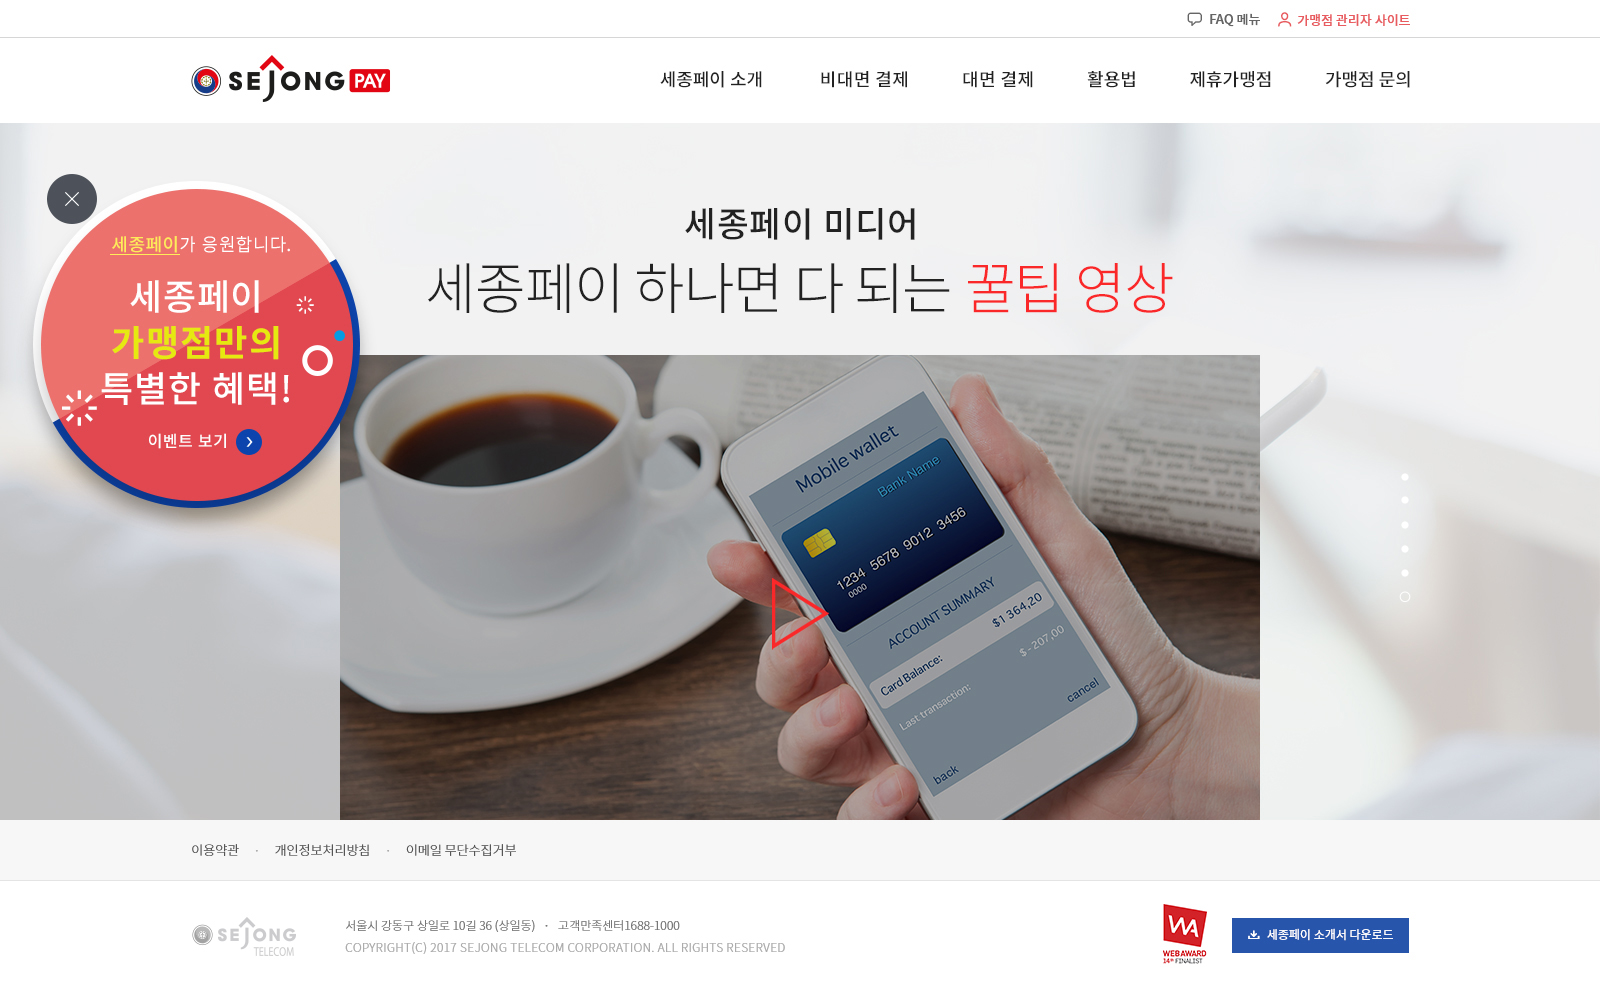 FAQ 메뉴
가맹점 관리자 사이트
SEJONG PAY
세종페이 소개
비대면 결제
대면 결제
활용법
제휴가맹점
가맹점 문의
세종페이가 응원합니다.
세종페이
가맹점만의
특별한 혜택!
이벤트 보기
세종페이 미디어
세종페이 하나면 다 되는 꿀팁 영상
Mobile wallet
Bank Name
1234 5678 9012 3456
0000
ACCOUNT SUMMARY
Card Balance: $1 364,20
Last transaction: $ - 207,00
back
cancel
이용약관 · 개인정보처리방침 · 이메일 무단수집거부
SEJONG
TELECOM
서울시 강동구 상일로 10길 36 (상일동) · 고객만족센터1688-1000
COPYRIGHT(C) 2017 SEJONG TELECOM CORPORATION. ALL RIGHTS RESERVED
WA
WEBAWARD
14th FINALIST
세종페이 소개서 다운로드